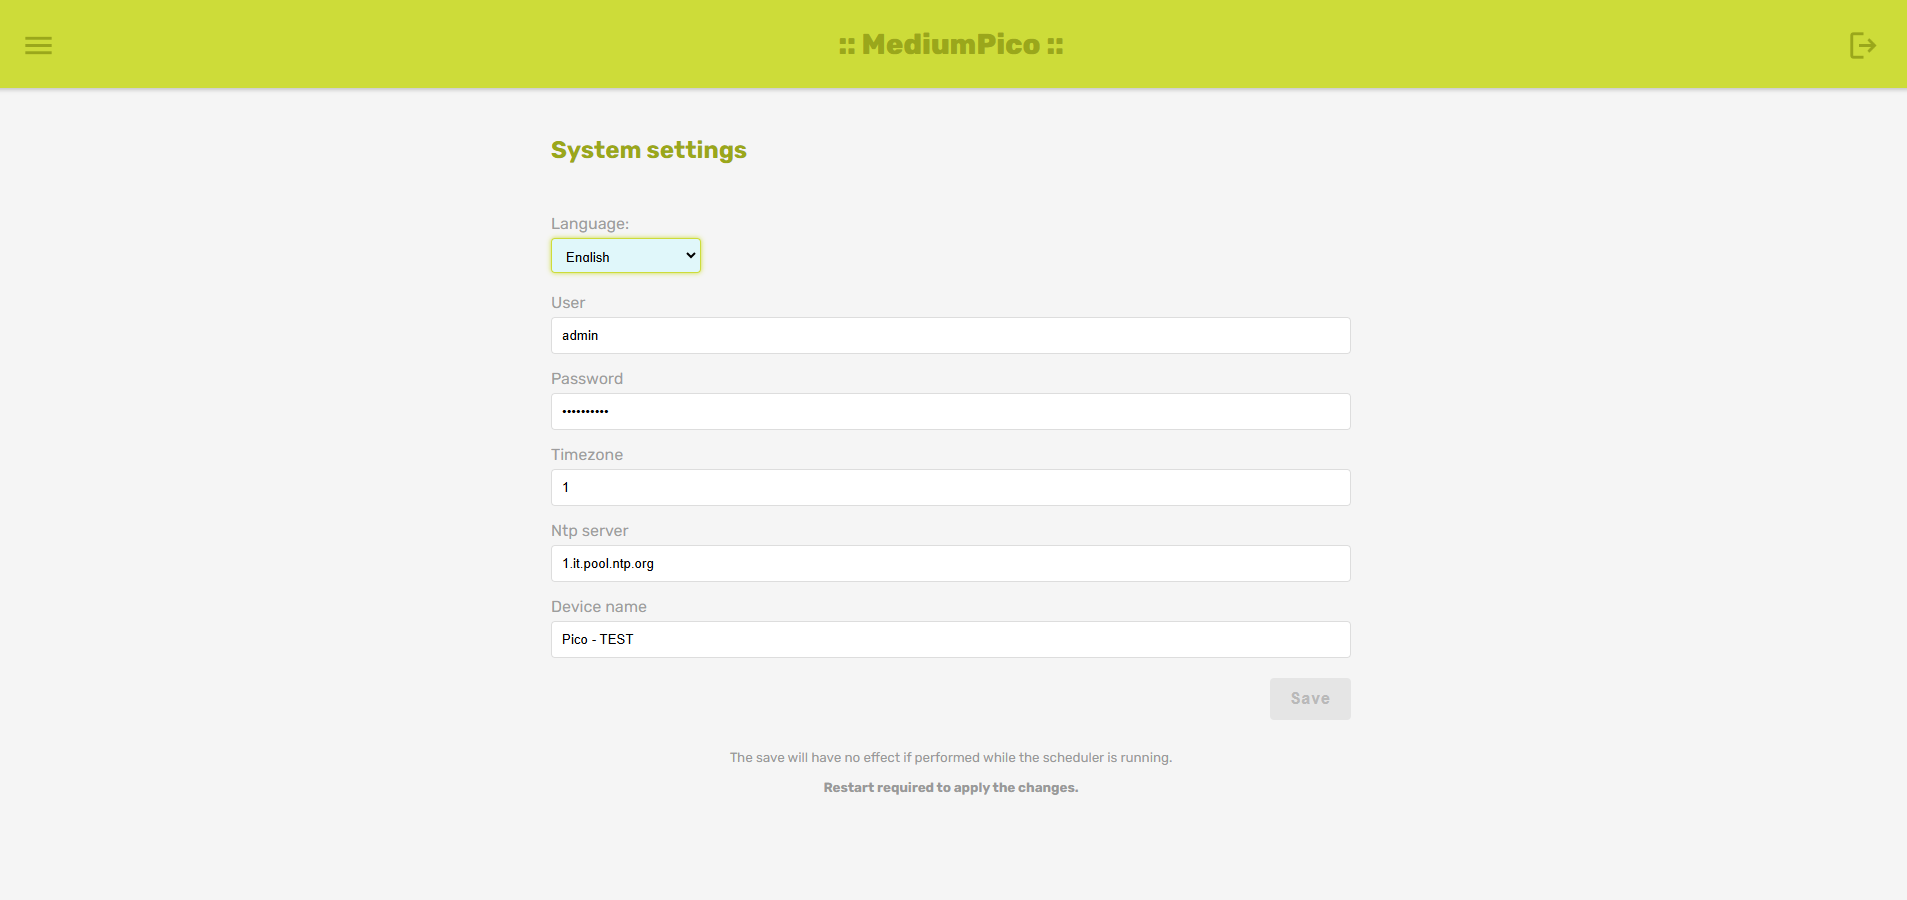 :: MediumPico ::
System settings
Language:
English
User
admin
Password
••••••••••
Timezone
1
Ntp server
1.it.pool.ntp.org
Device name
Pico - TEST
Save
The save will have no effect if performed while the scheduler is running.
Restart required to apply the changes.